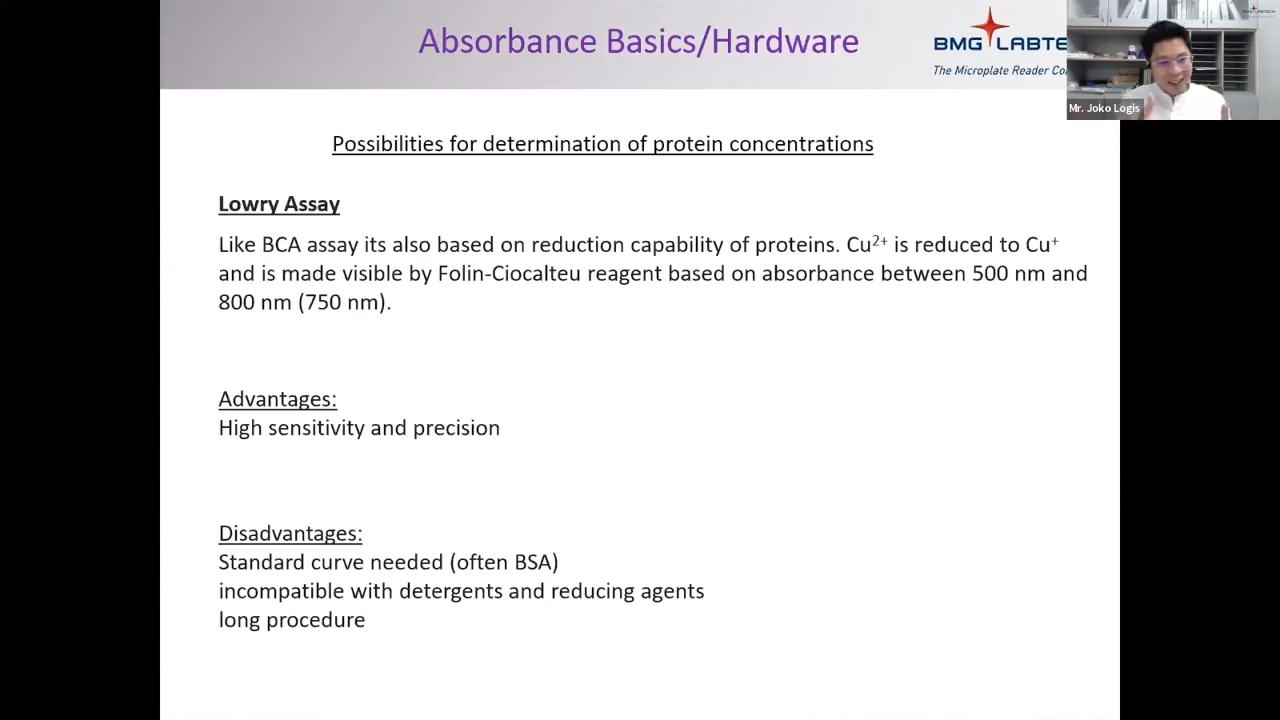 Absorbance Basics/Hardware
BMG LABTE
The Microplate Reader Co
Mr. Joko Logis
Possibilities for determination of protein concentrations
Lowry Assay
Like BCA assay its also based on reduction capability of proteins. Cu²⁺ is reduced to Cu⁺
and is made visible by Folin-Ciocalteu reagent based on absorbance between 500 nm and
800 nm (750 nm).
Advantages:
High sensitivity and precision
Disadvantages:
Standard curve needed (often BSA)
incompatible with detergents and reducing agents
long procedure